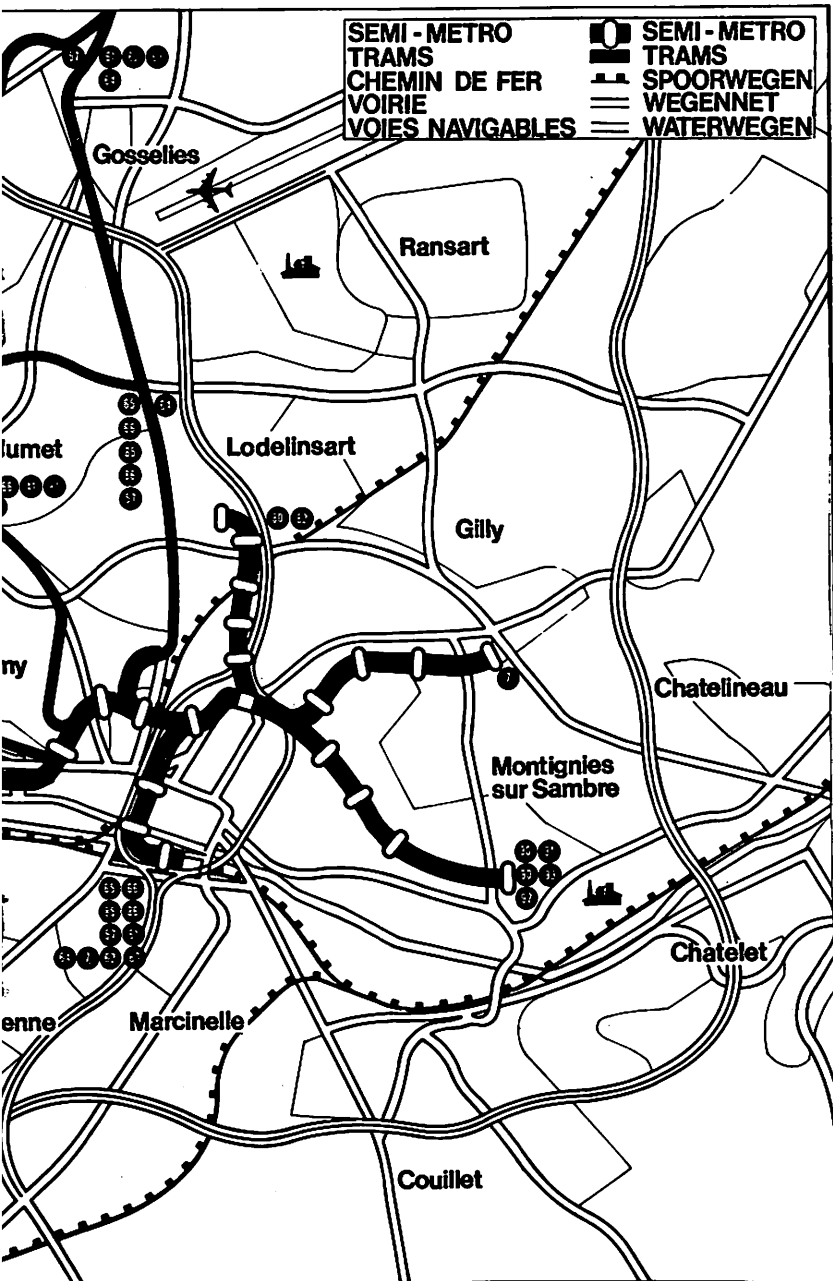 SEMI - METRO SEMI - METRO
TRAMS TRAMS
CHEMIN DE FER SPOORWEGEN
VOIRIE WEGENNET
VOIES NAVIGABLES WATERWEGEN
Gosselies
Ransart
Jumet
Lodelinsart
Gilly
ny
Chatelineau
Montignies
sur Sambre
Chatelet
enne
Marcinelle
Couillet